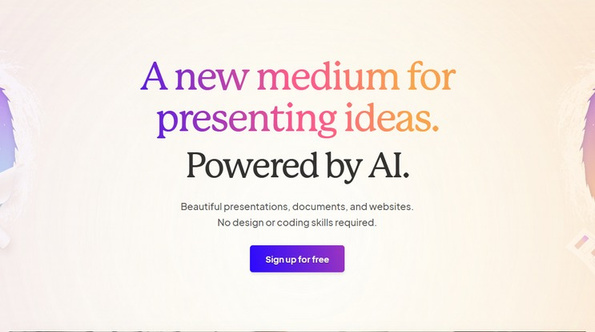 A new medium for
presenting ideas.
Powered by AI.
Beautiful presentations, documents, and websites.
No design or coding skills required.
Sign up for free